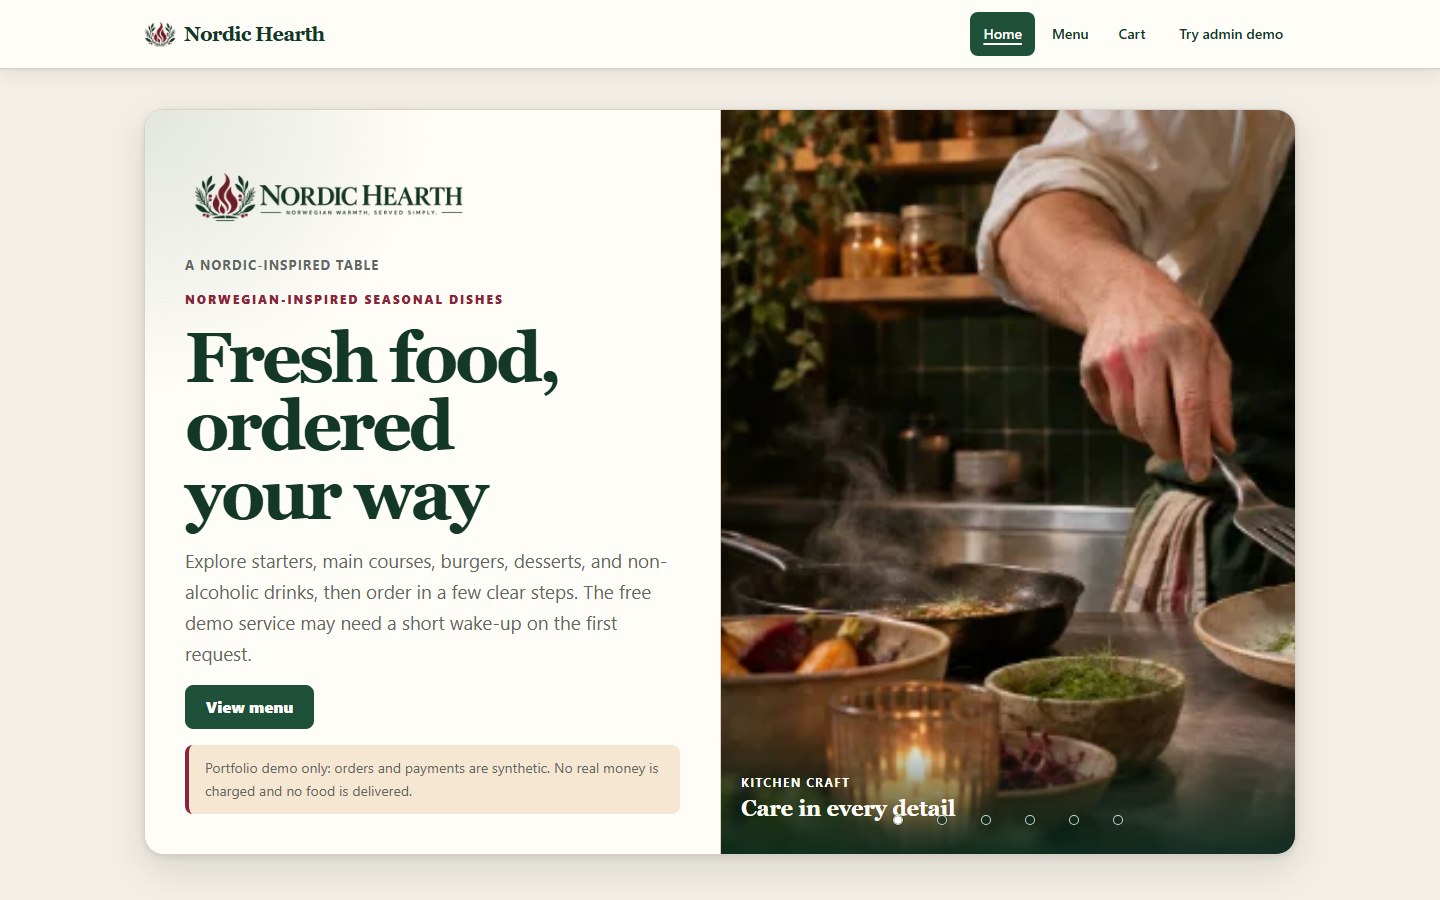 Nordic Hearth
Home
Menu
Cart
Try admin demo
NORDIC HEARTH
NORWEGIAN WARMTH, SERVED SIMPLY.
A NORDIC-INSPIRED TABLE
NORWEGIAN-INSPIRED SEASONAL DISHES
Fresh food,
ordered
your way
Explore starters, main courses, burgers, desserts, and non-
alcoholic drinks, then order in a few clear steps. The free
demo service may need a short wake-up on the first
request.
View menu
Portfolio demo only: orders and payments are synthetic. No real money is
charged and no food is delivered.
KITCHEN CRAFT
Care in every detail